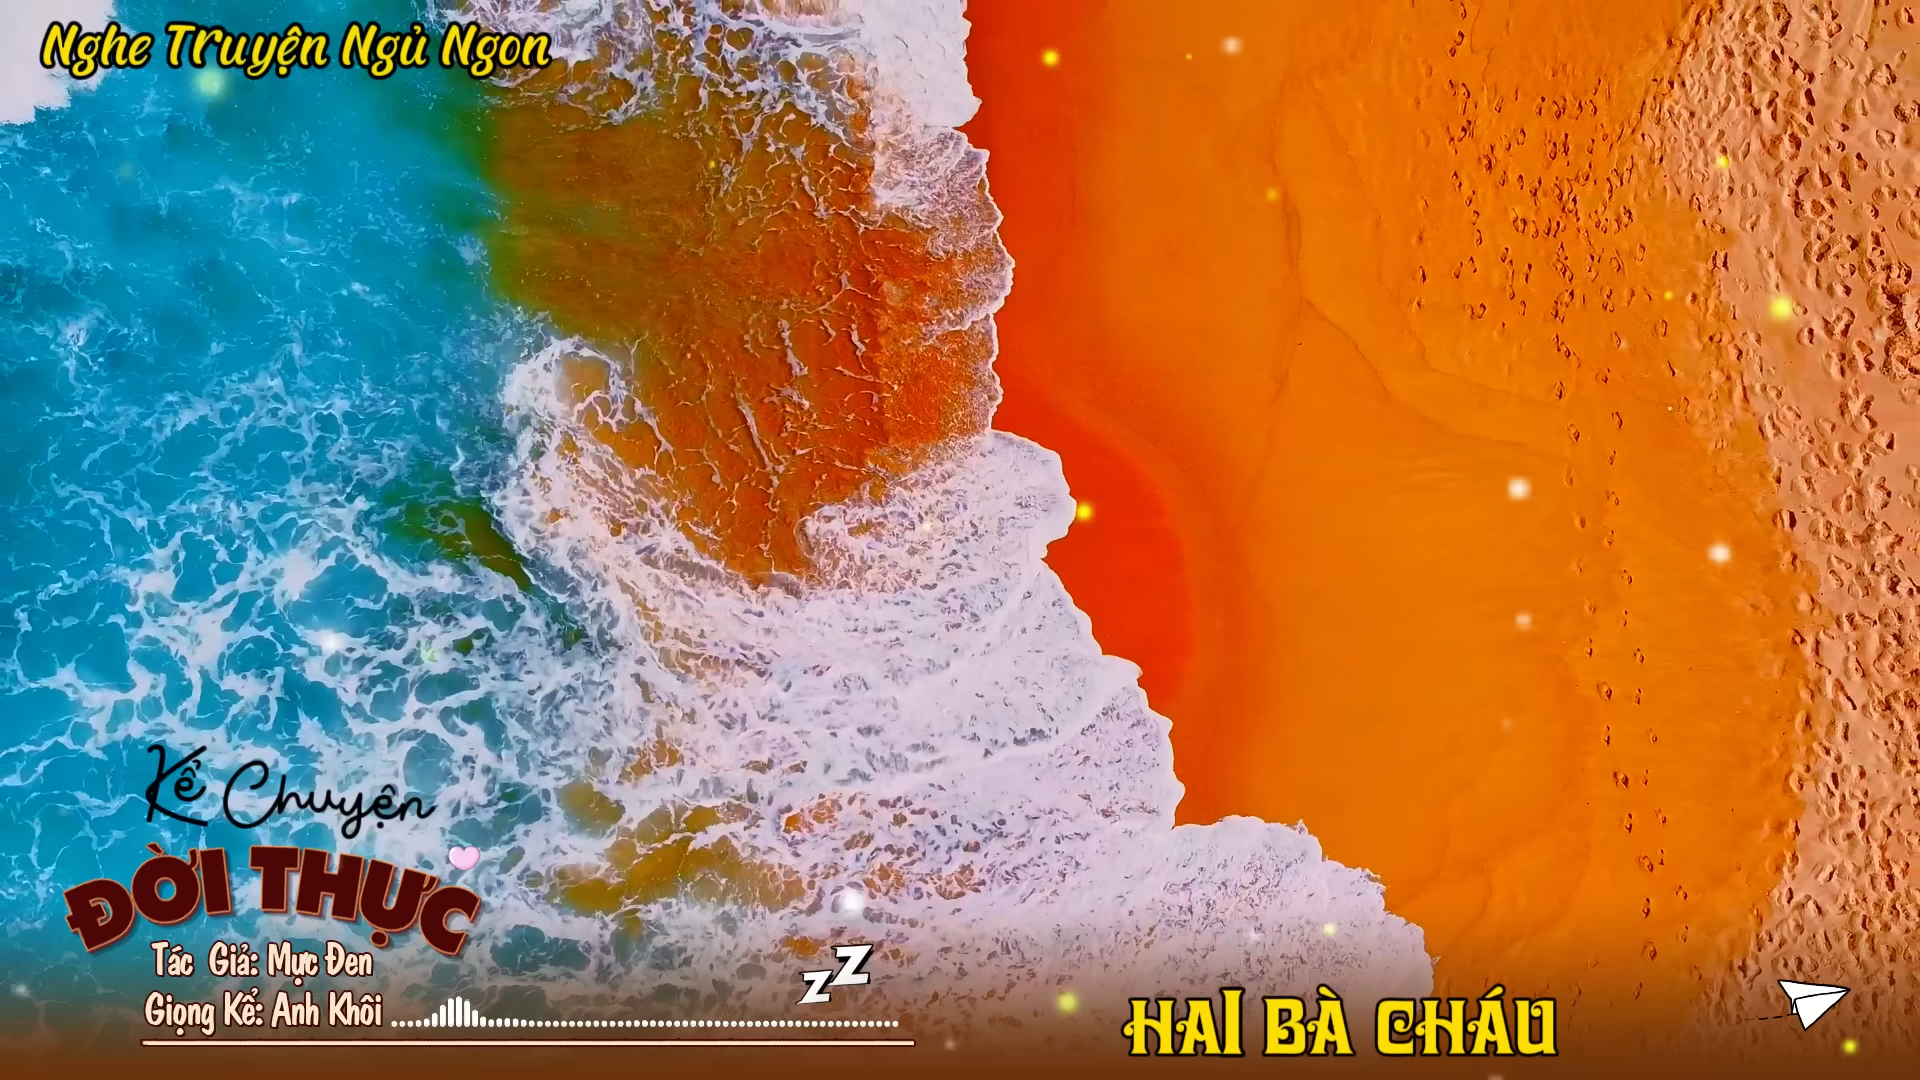 Nghe Truyện Ngủ Ngon
Kể Chuyện
ĐỜI THỰC
Tác Giả: Mực Đen
Giọng Kể: Anh Khôi
ZZ
HAI BÀ CHÁU